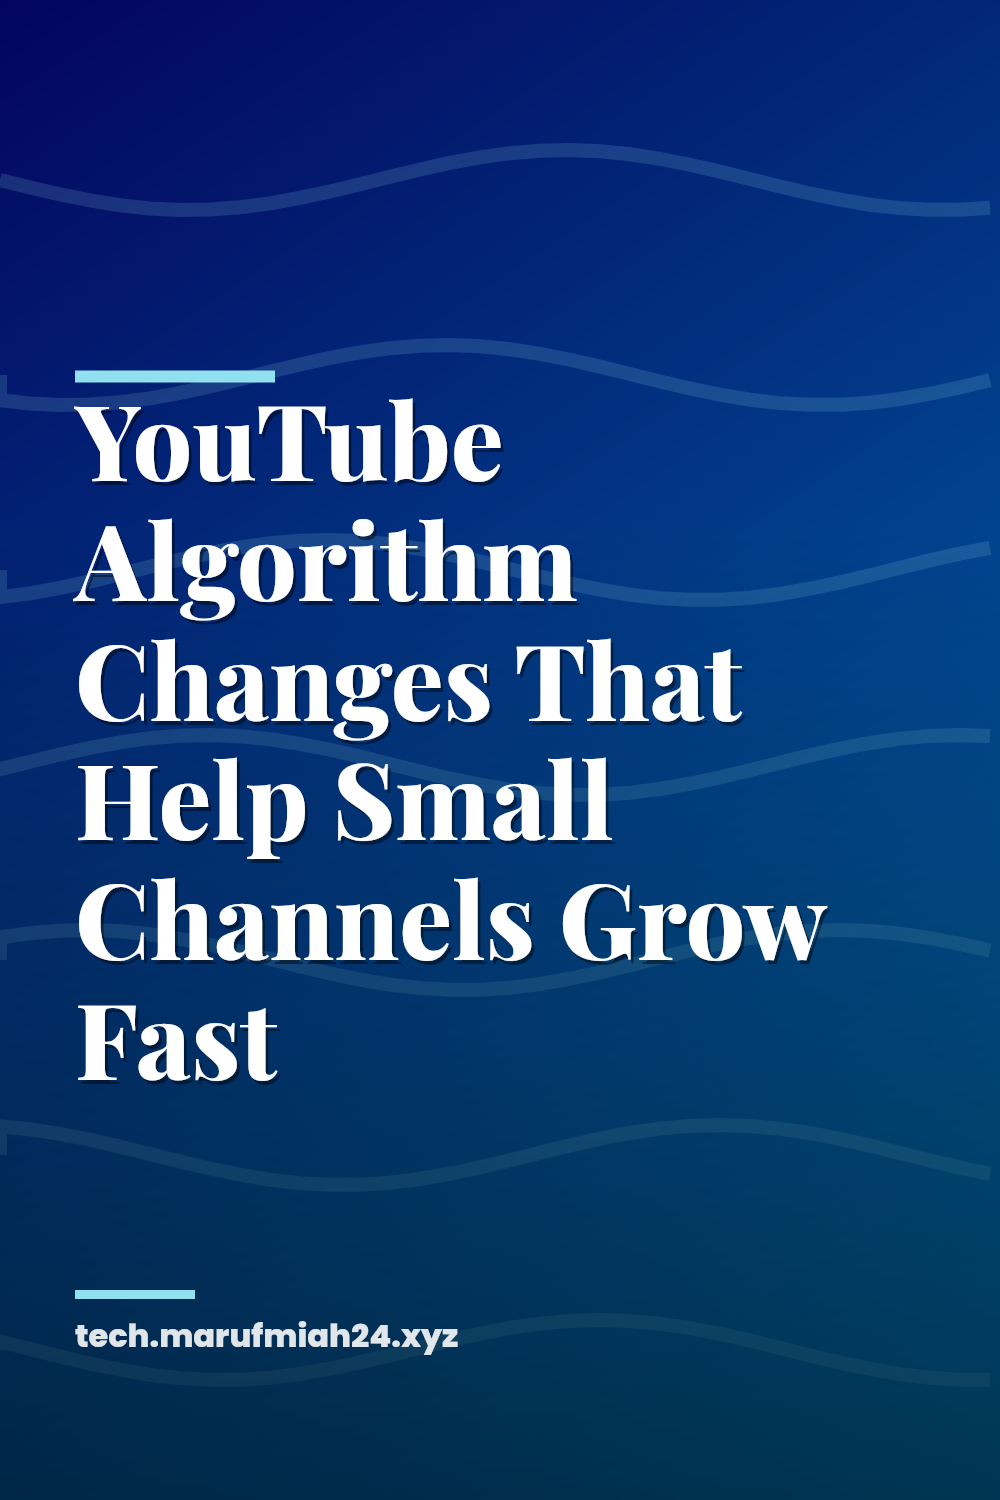 YouTube
Algorithm
Changes That
Help Small
Channels Grow
Fast
tech.marufmiah24.xyz